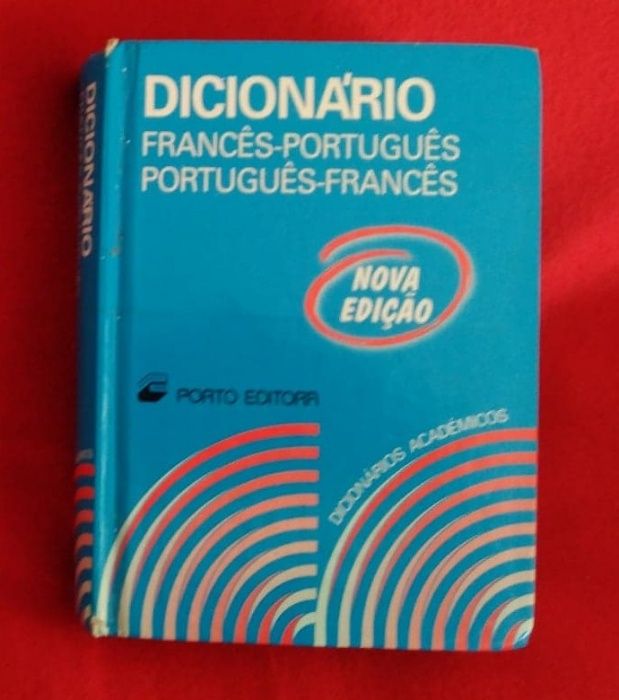 DICIONÁRIO
FRANCÊS-PORTUGUÊS
PORTUGUÊS-FRANCÊS
NOVA
EDIÇÃO
PORTO EDITORA
DICIONÁRIOS ACADÉMICOS
DICIONÁRIO